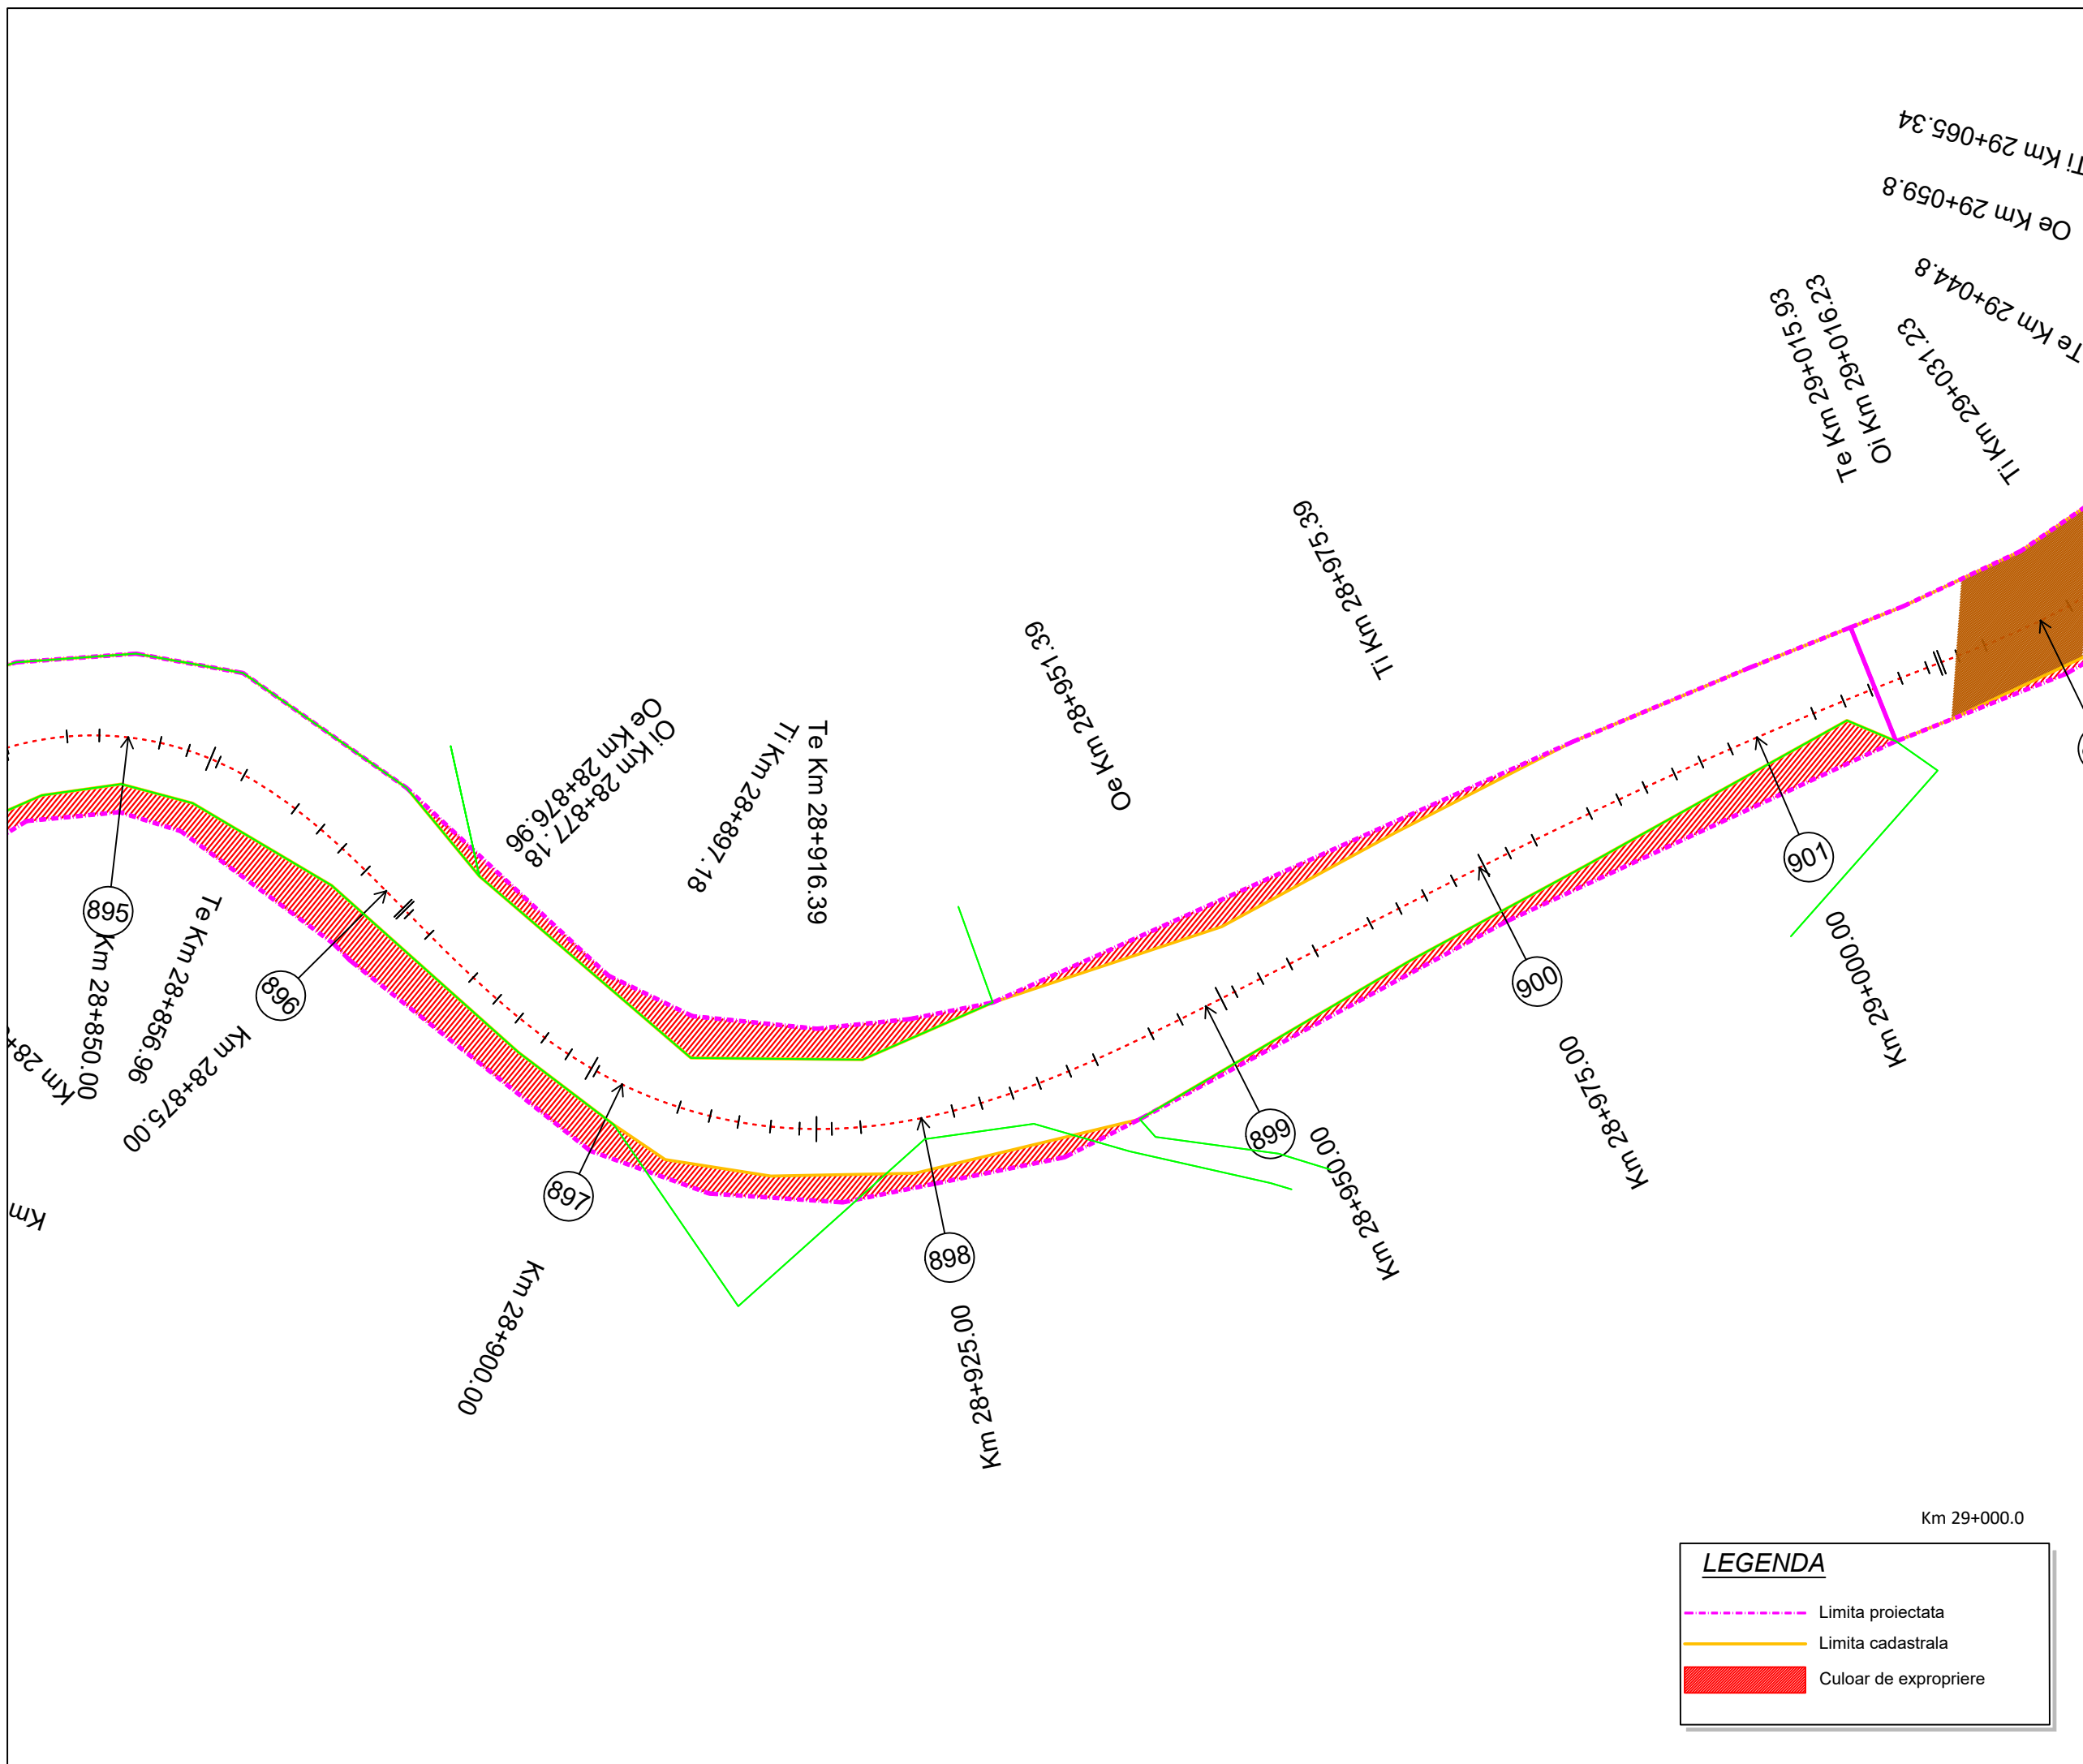 Ti Km 29+065.34
Oe Km 29+059.8
Te Km 29+044.8
Ti Km 29+031.23
Oi Km 29+016.23
Te Km 29+015.93
Ti Km 28+975.39
Oe Km 28+951.39
Te Km 28+916.39
Ti Km 28+897.18
Oi Km 28+877.18
Oe Km 28+876.96
895
Km 28+850.00
Te Km 28+856.96
896
Km 28+875.00
Km 28+
Km
897
Km 28+900.00
898
Km 28+925.00
899
Km 28+950.00
900
Km 28+975.00
901
Km 29+000.00
Km 29+000.0
LEGENDA
Limita proiectata
Limita cadastrala
Culoar de expropriere